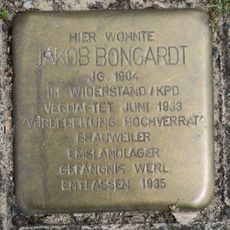 HIER WOHNTE
JAKOB BONGARDT
JG. 1904
IM WIDERSTAND/KPD
VERHAFTET JUNI 1933
'VORBEREITUNG HOCHVERRAT'
BRAUWEILER
EMSLANDLAGER
GEFÄNGNIS WERL
ENTLASSEN 1935